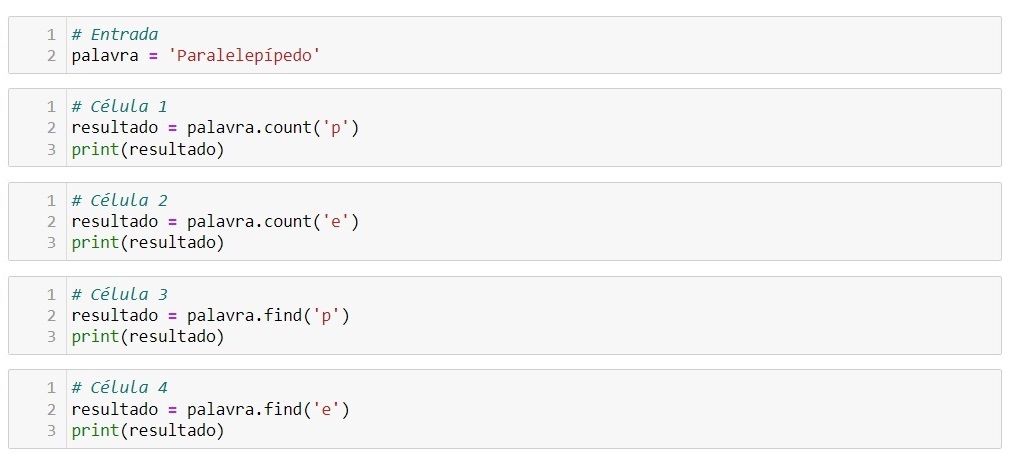 1 # Entrada
2 palavra = 'Paralelepípedo'
1 # Célula 1
2 resultado = palavra.count('p')
3 print(resultado)
1 # Célula 2
2 resultado = palavra.count('e')
3 print(resultado)
1 # Célula 3
2 resultado = palavra.find('p')
3 print(resultado)
1 # Célula 4
2 resultado = palavra.find('e')
3 print(resultado)